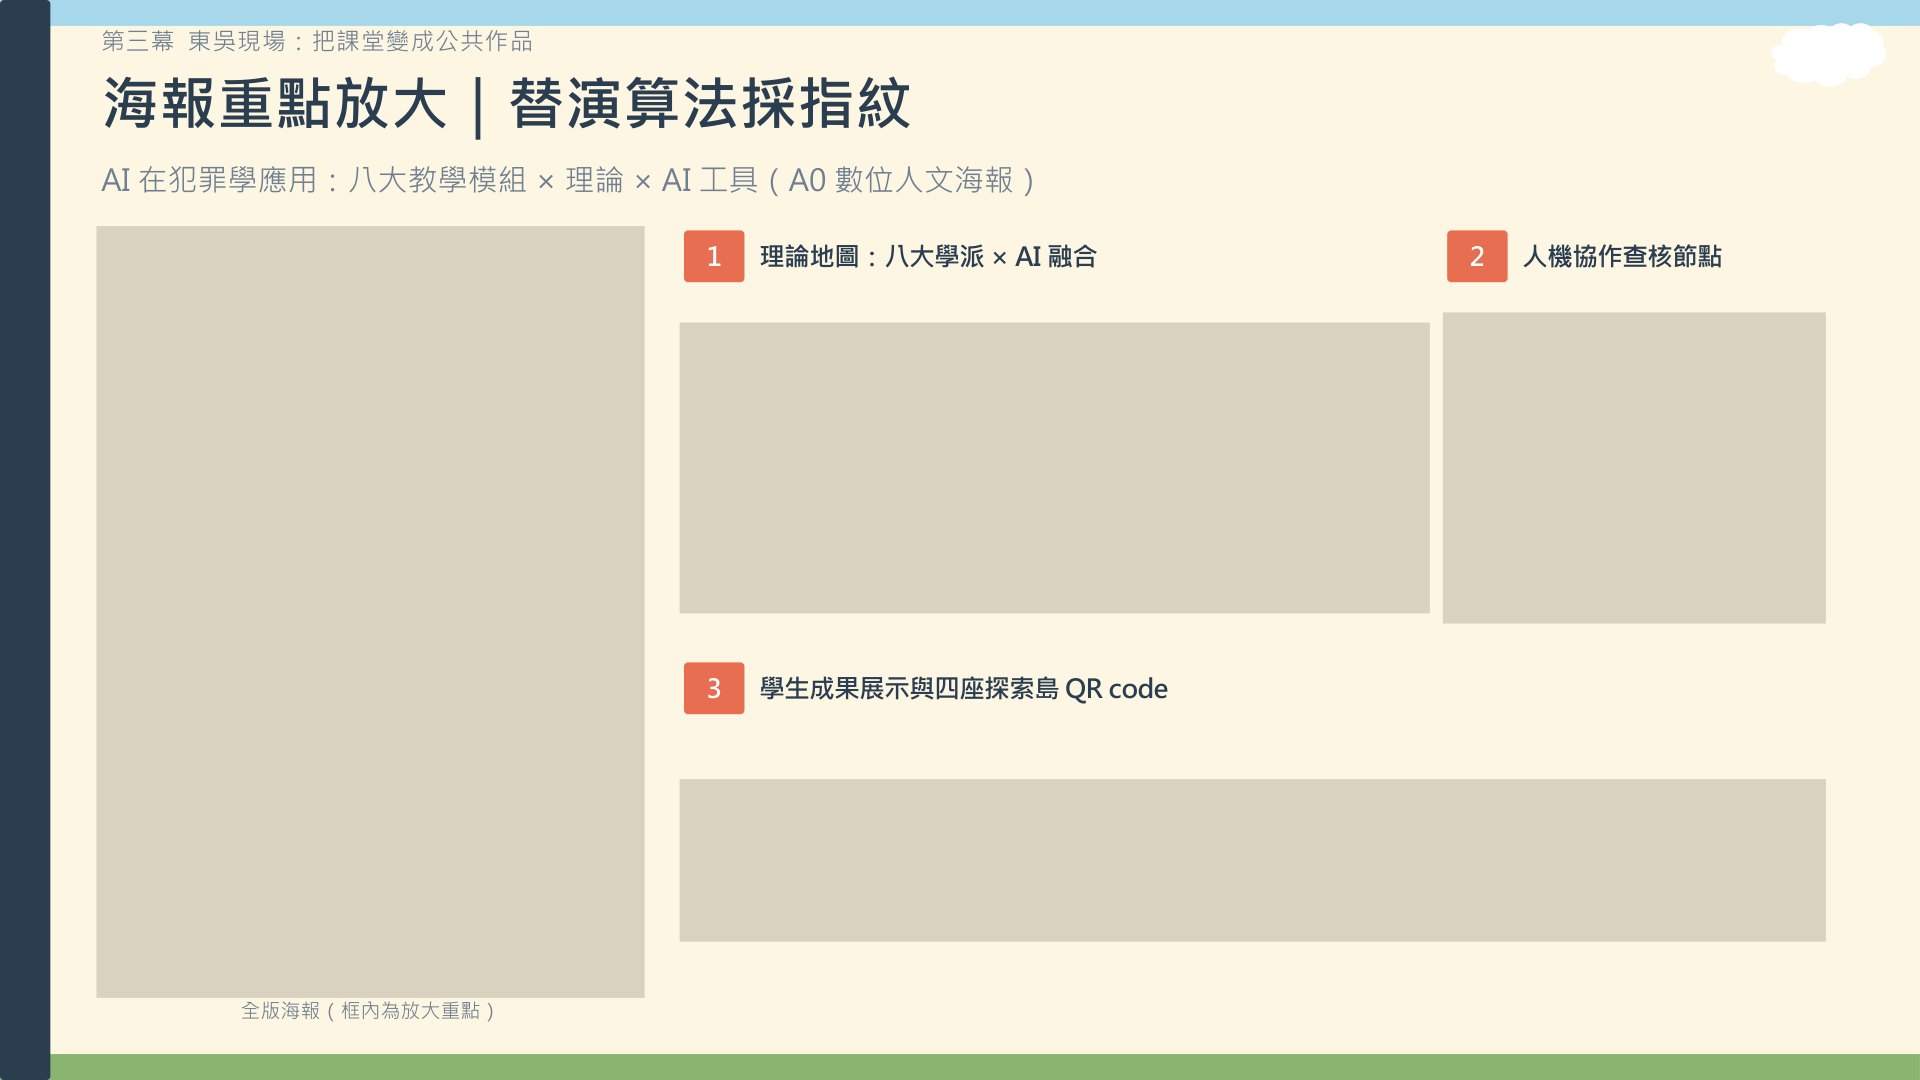 第三幕 東吳現場：把課堂變成公共作品
海報重點放大｜替演算法採指紋
AI 在犯罪學應用：八大教學模組 × 理論 × AI 工具（A0 數位人文海報）
1 理論地圖：八大學派 × AI 融合
2 人機協作查核節點
3 學生成果展示與四座探索島 QR code
全版海報（框內為放大重點）